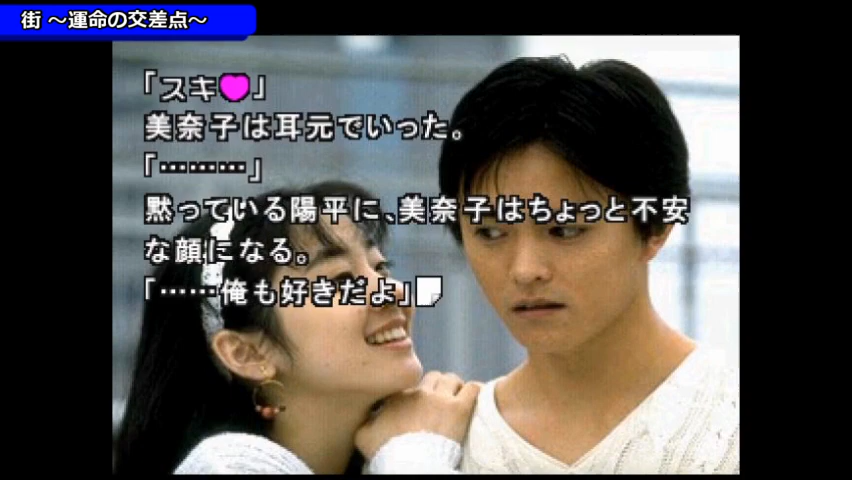 街 ～運命の交差点～
「スキ♥」
美奈子は耳元でいった。
「………」
黙っている陽平に、美奈子はちょっと不安
な顔になる。
「……俺も好きだよ」